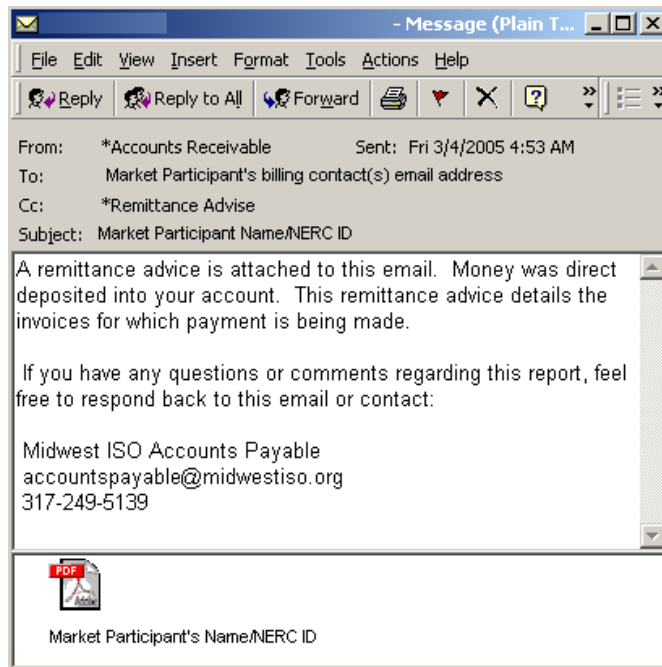 - Message (Plain T...
File Edit View Insert Format Tools Actions Help
Reply Reply to All Forward
From: *Accounts Receivable Sent: Fri 3/4/2005 4:53 AM
To: Market Participant's billing contact(s) email address
Cc: *Remittance Advise
Subject: Market Participant Name/NERC ID
A remittance advice is attached to this email. Money was direct
deposited into your account. This remittance advice details the
invoices for which payment is being made.
If you have any questions or comments regarding this report, feel
free to respond back to this email or contact:
Midwest ISO Accounts Payable
accountspayable@midwestiso.org
317-249-5139
PDF
Adobe
Market Participant's Name/NERC ID